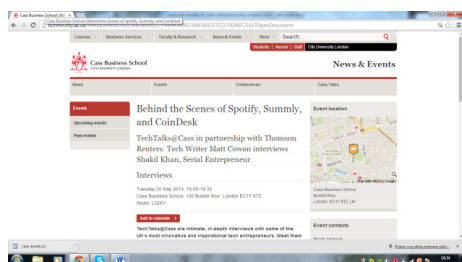 Cass Business School | Ev
Cass Business School | Behind the Scenes of Spotify, Summly, and CoinDesk
Courses Business Services Faculty & Research News & Events More Search
Students Alumni Staff City University London
Cass Business School
CITY UNIVERSITY LONDON
News & Events
News Events Conferences Cass Talks
Events
Upcoming events
Past events
Behind the Scenes of Spotify, Summly,
and CoinDesk
TechTalks@Cass in partnership with Thomson
Reuters: Tech Writer Matt Cowan interviews
Shakil Khan, Serial Entrepreneur
Interviews
Tuesday 20 May 2014, 18:00-18:30
Cass Business School, 106 Bunhill Row, London EC1Y 8TZ
Room: LG001
Add to calendar
TechTalks@Cass are intimate, in-depth interviews with some of the
UK's most innovative and inspirational tech entrepreneurs. Meet them
Event location
Cass Business School
Bunhill Row
London, EC1Y 8TZ
Event contacts